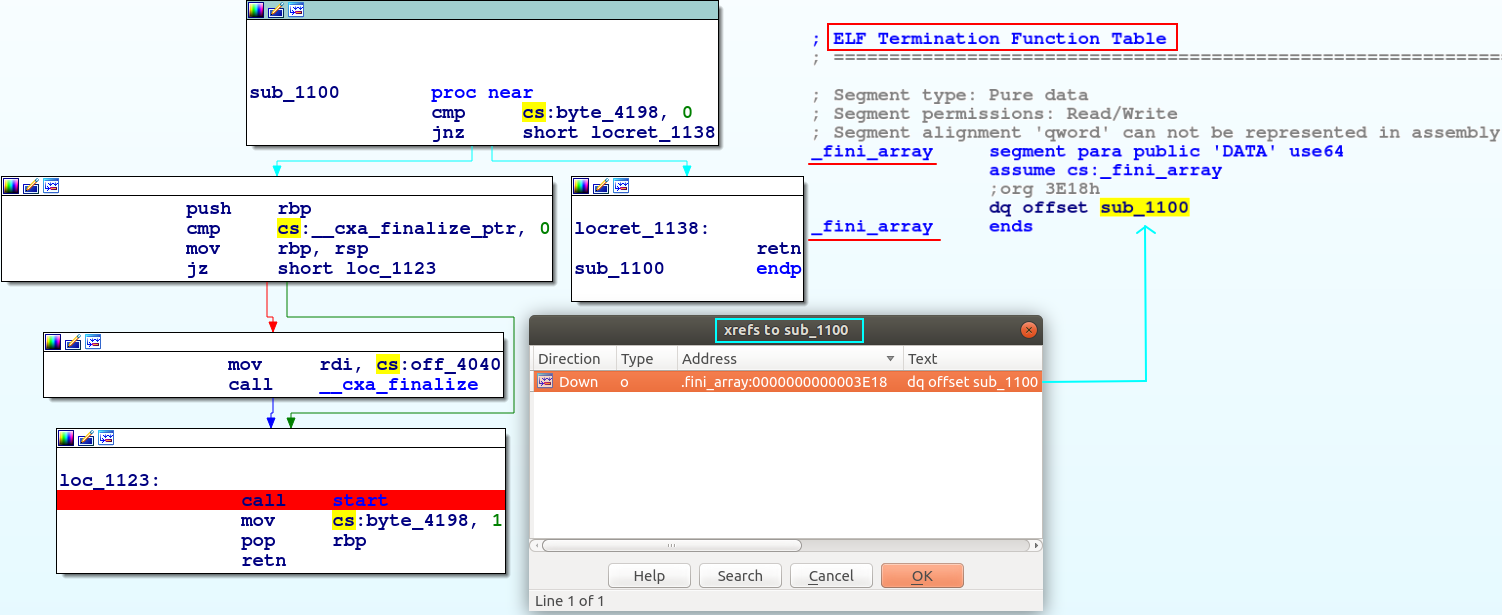 sub_1100 proc near
cmp cs:byte_4198, 0
jnz short locret_1138
push rbp
cmp cs:__cxa_finalize_ptr, 0
mov rbp, rsp
jz short loc_1123
locret_1138:
retn
sub_1100 endp
mov rdi, cs:off_4040
call __cxa_finalize
loc_1123:
call start
mov cs:byte_4198, 1
pop rbp
retn
; ELF Termination Function Table
; ===========================================================
; Segment type: Pure data
; Segment permissions: Read/Write
; Segment alignment 'qword' can not be represented in assembly
_fini_array segment para public 'DATA' use64
assume cs:_fini_array
;org 3E18h
dq offset sub_1100
_fini_array ends
xrefs to sub_1100
Direction Type Address Text
Down o .fini_array:0000000000003E18 dq offset sub_1100
Help Search Cancel OK
Line 1 of 1